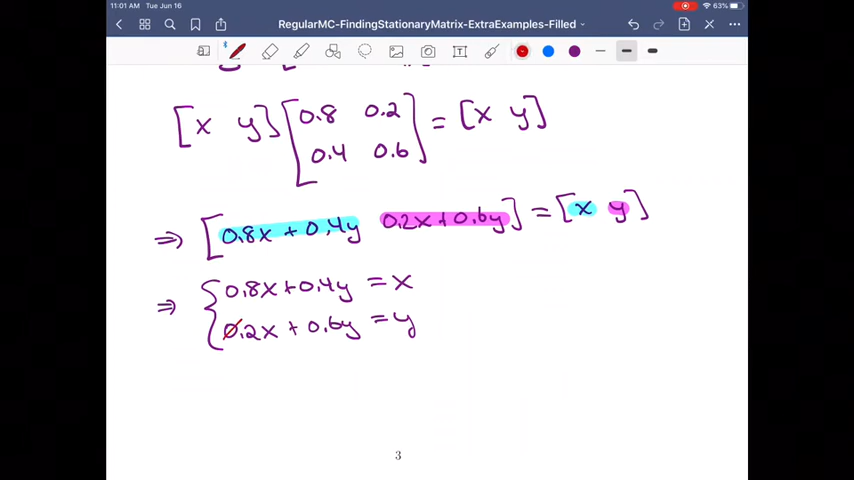 11:01 AM Tue Jun 16
63%
RegularMC-FindingStationaryMatrix-ExtraExamples-Filled
[x y] [0.8 0.2
0.4 0.6] = [x y]
⇒ [0.8x + 0.4y 0.2x + 0.6y] = [x y]
⇒ { 0.8x + 0.4y = x
0.2x + 0.6y = y
3